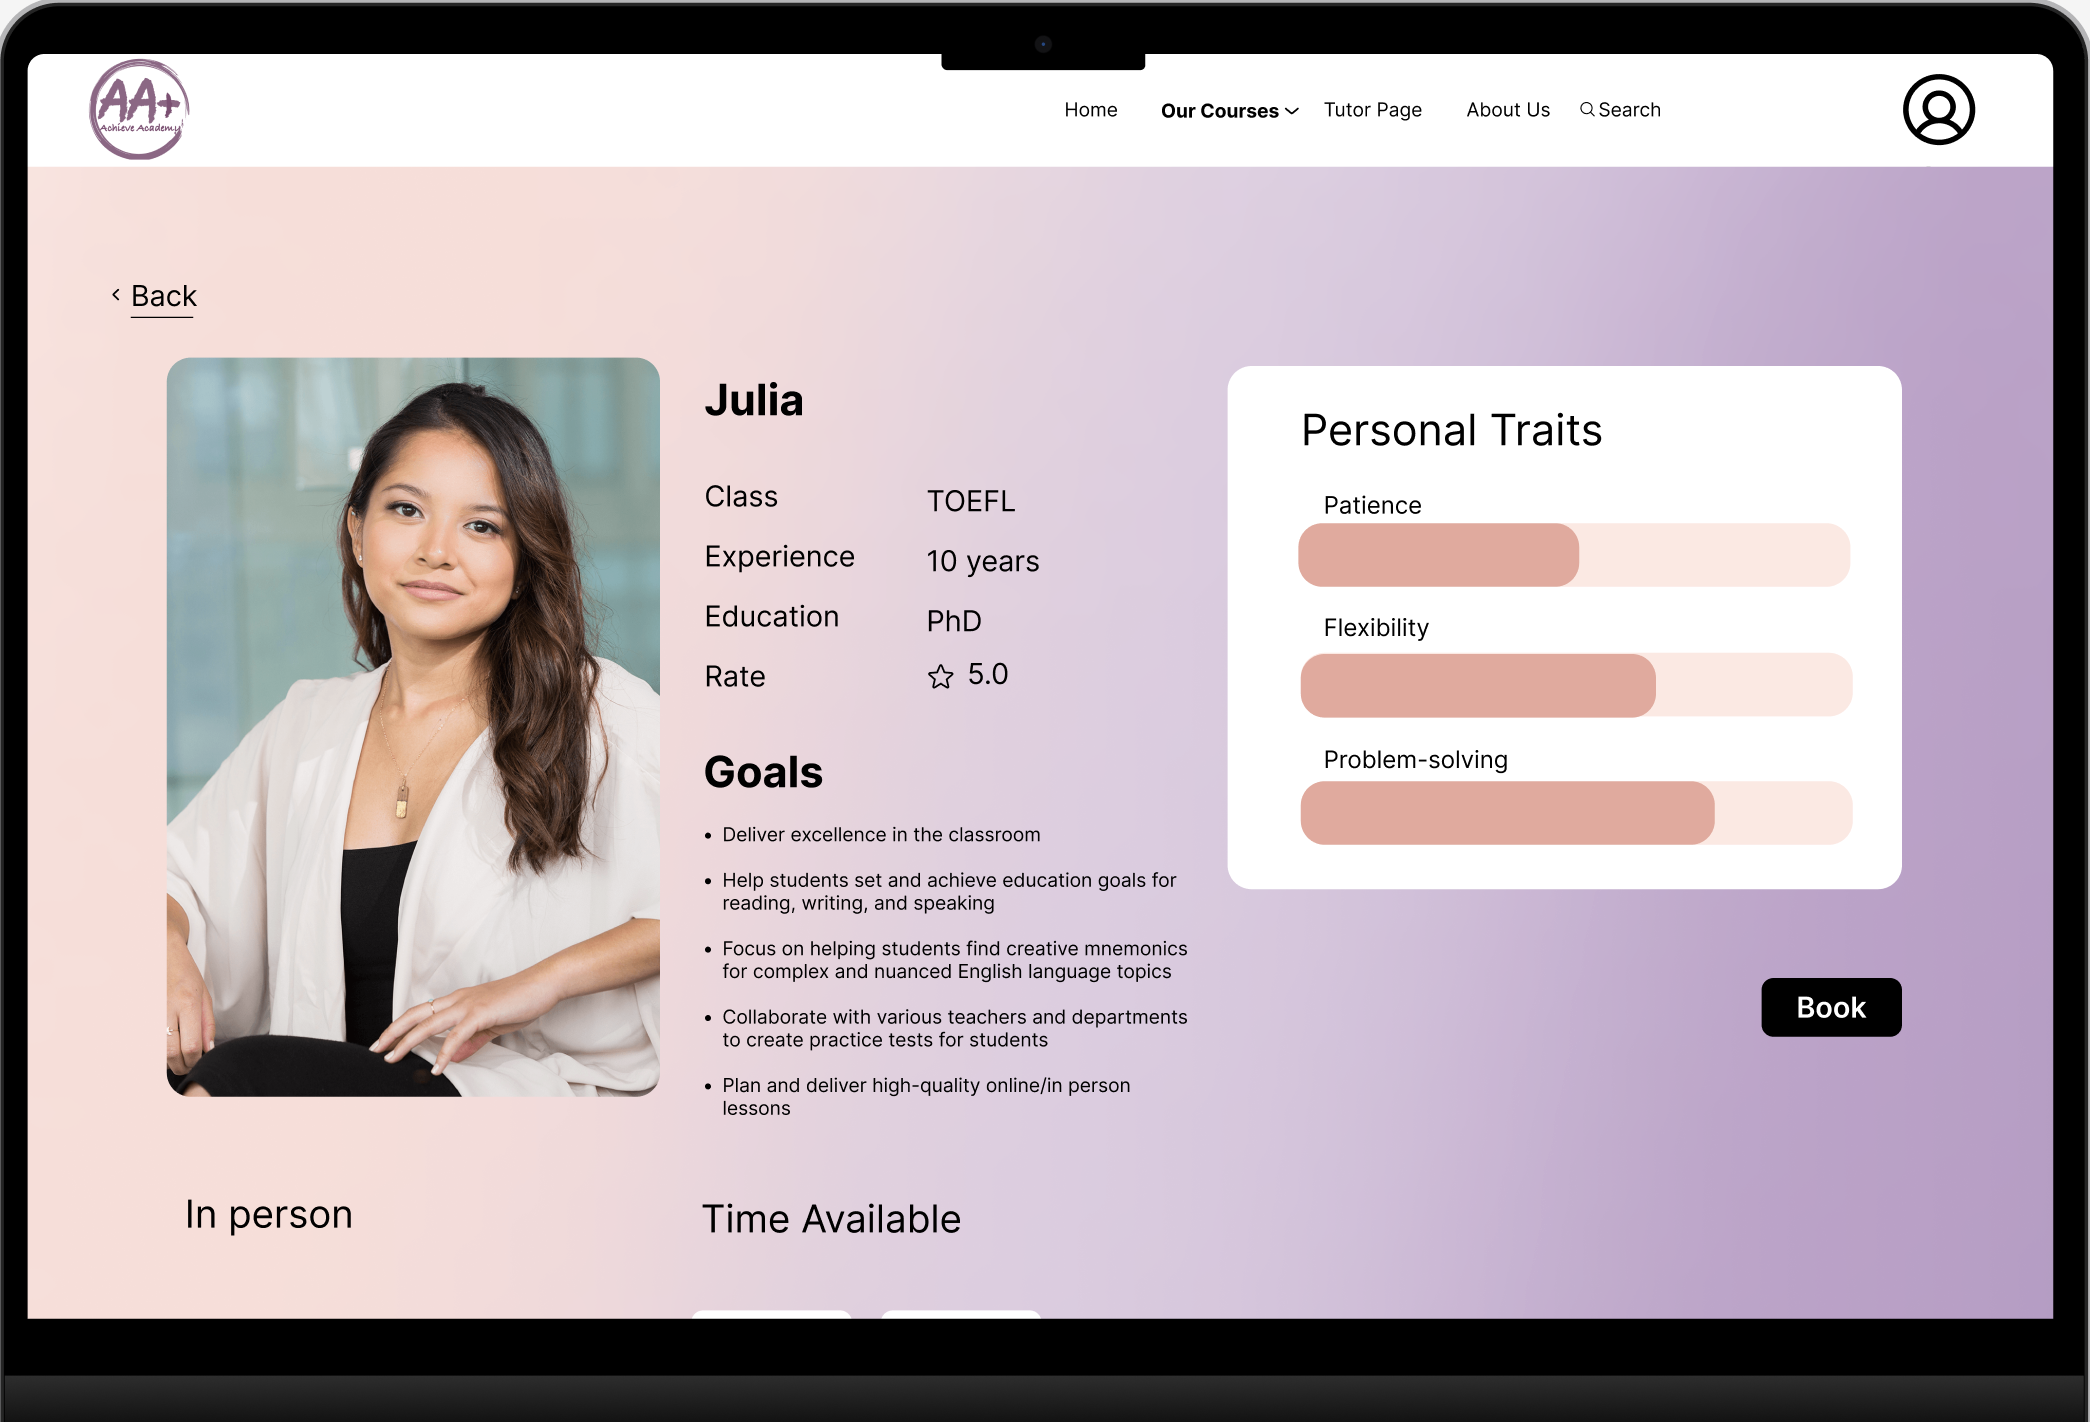 AA+
Achieve Academy
Home
Our Courses
Tutor Page
About Us
Search
Back
Julia
Class
TOEFL
Experience
10 years
Education
PhD
Rate
5.0
Goals
• Deliver excellence in the classroom
• Help students set and achieve education goals for
reading, writing, and speaking
• Focus on helping students find creative mnemonics
for complex and nuanced English language topics
• Collaborate with various teachers and departments
to create practice tests for students
• Plan and deliver high-quality online/in person
lessons
Personal Traits
Patience
Flexibility
Problem-solving
Book
In person
Time Available